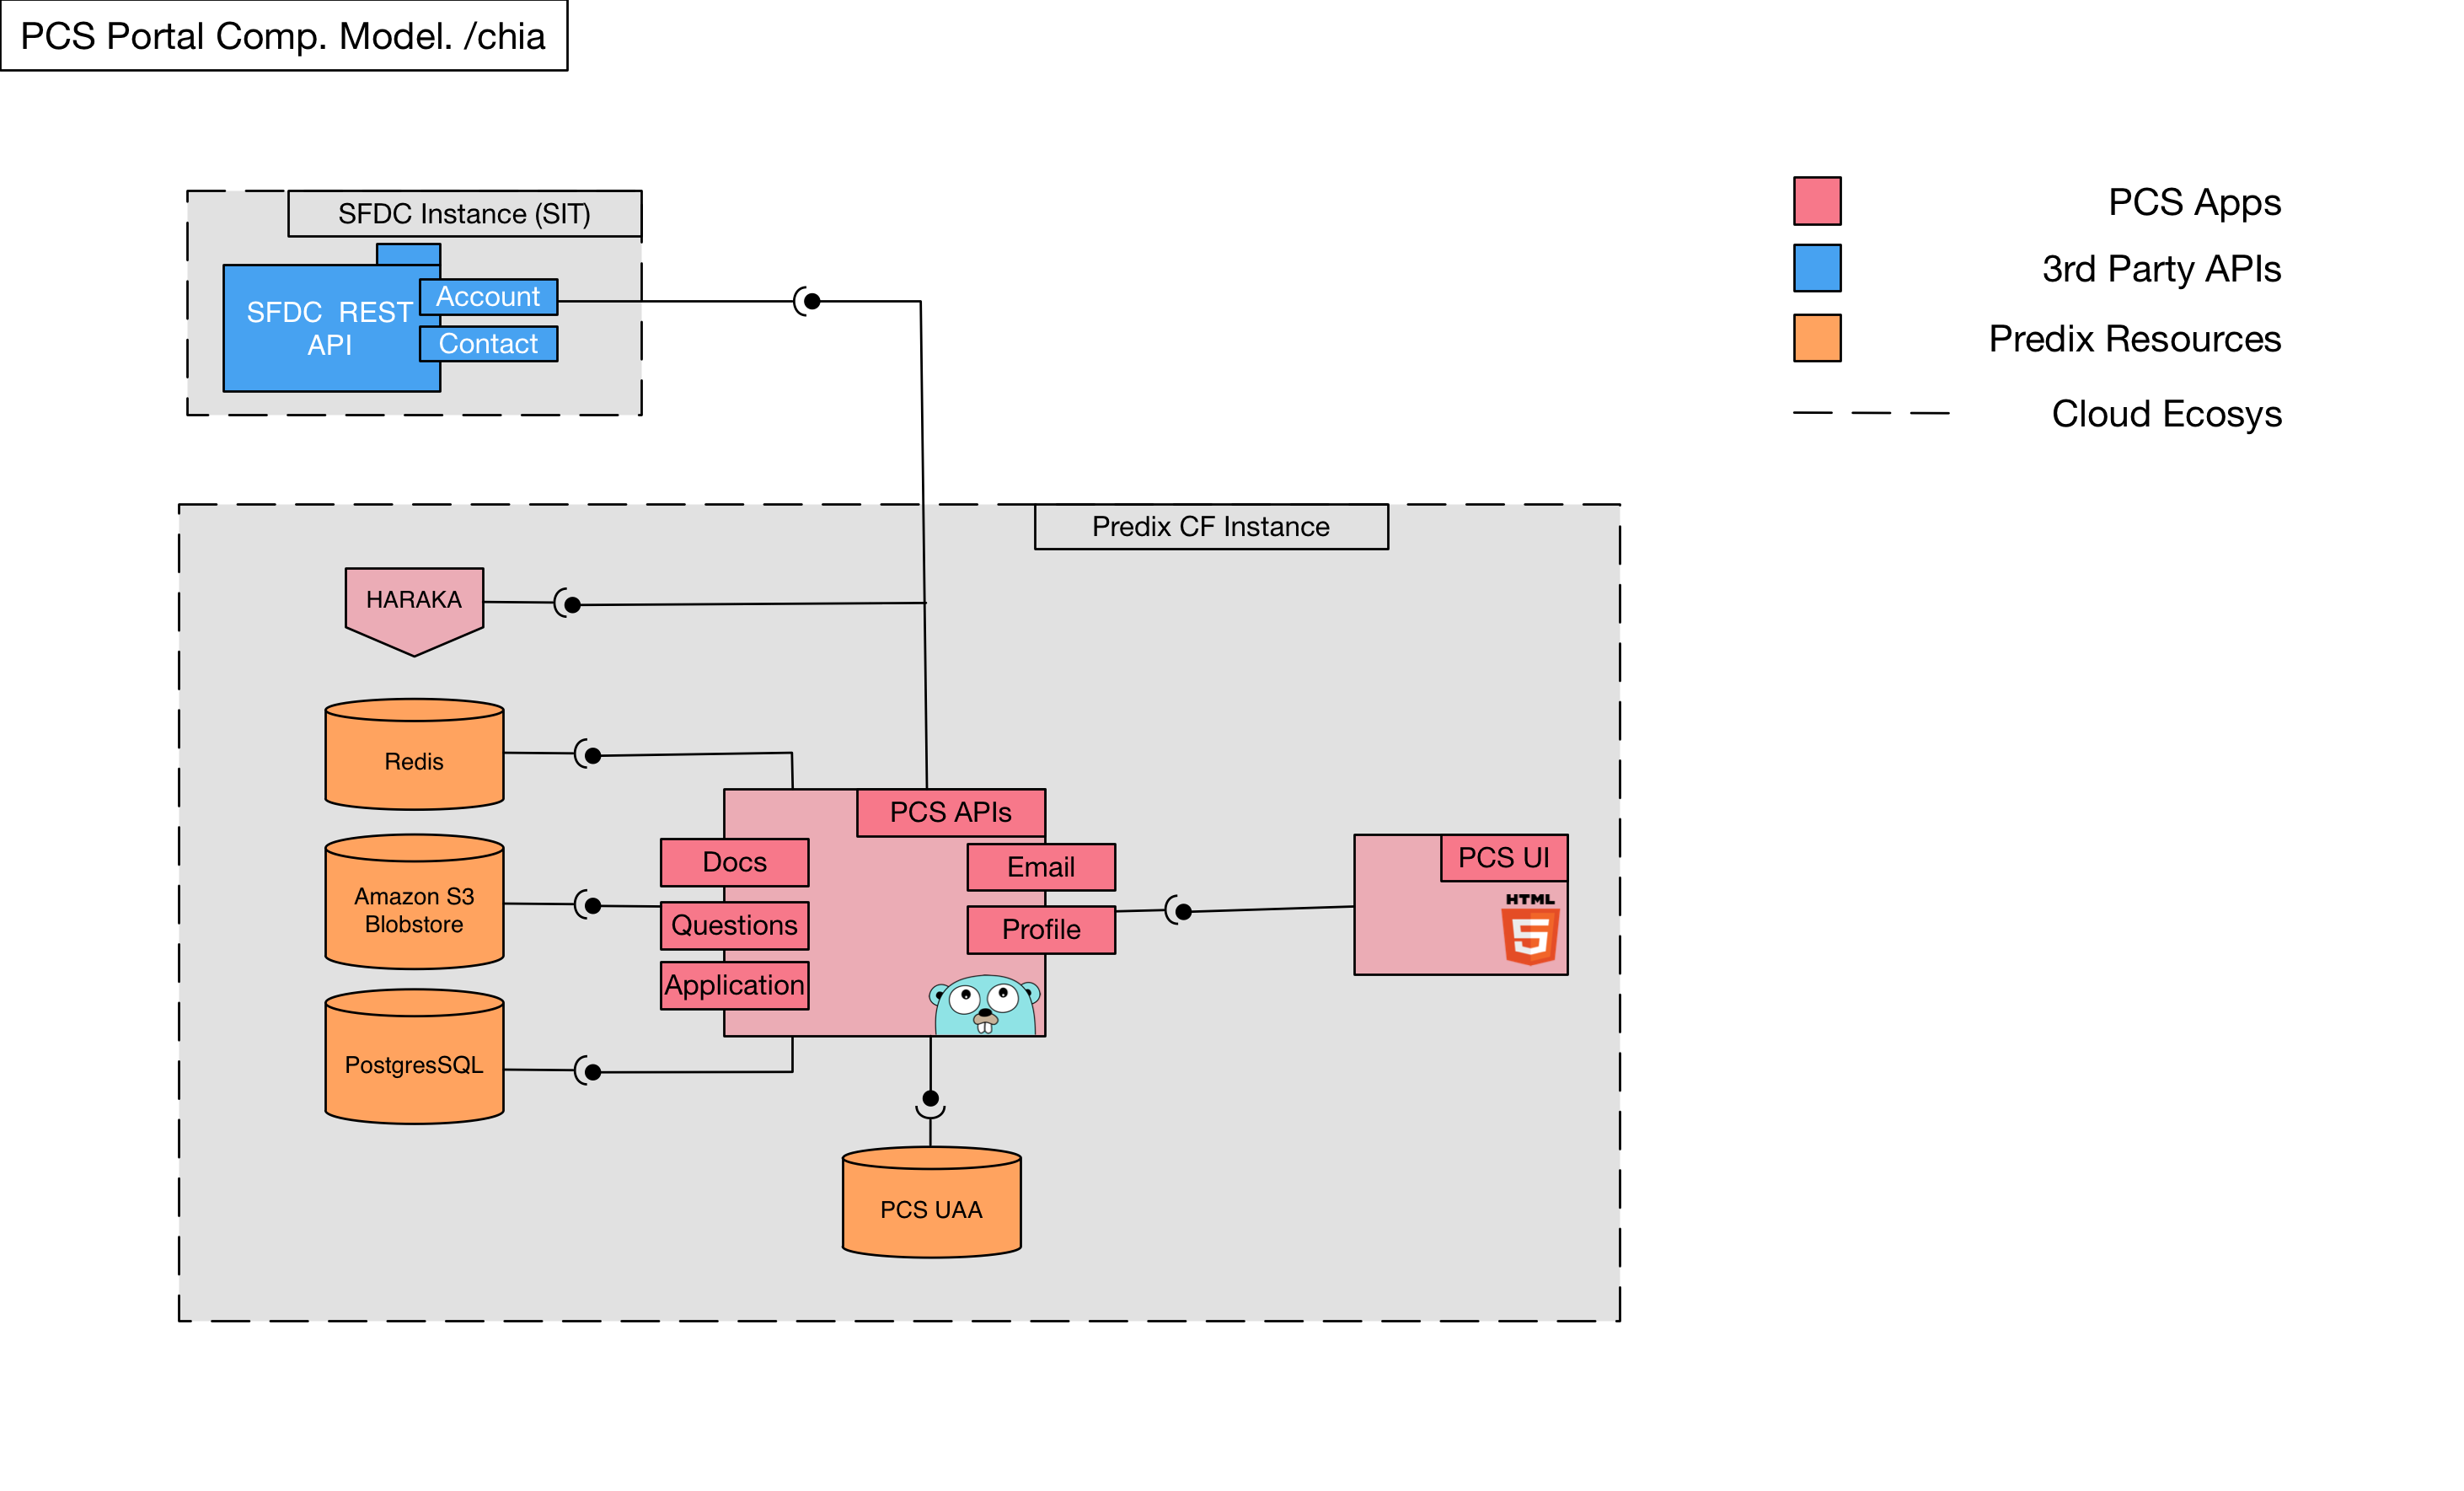 PCS Portal Comp. Model. /chia
SFDC Instance (SIT)
SFDC REST
API
Account
Contact
PCS Apps
3rd Party APIs
Predix Resources
Cloud Ecosys
Predix CF Instance
HARAKA
Redis
Amazon S3
Blobstore
PostgresSQL
PCS APIs
Docs
Questions
Application
Email
Profile
PCS UI
HTML
5
PCS UAA